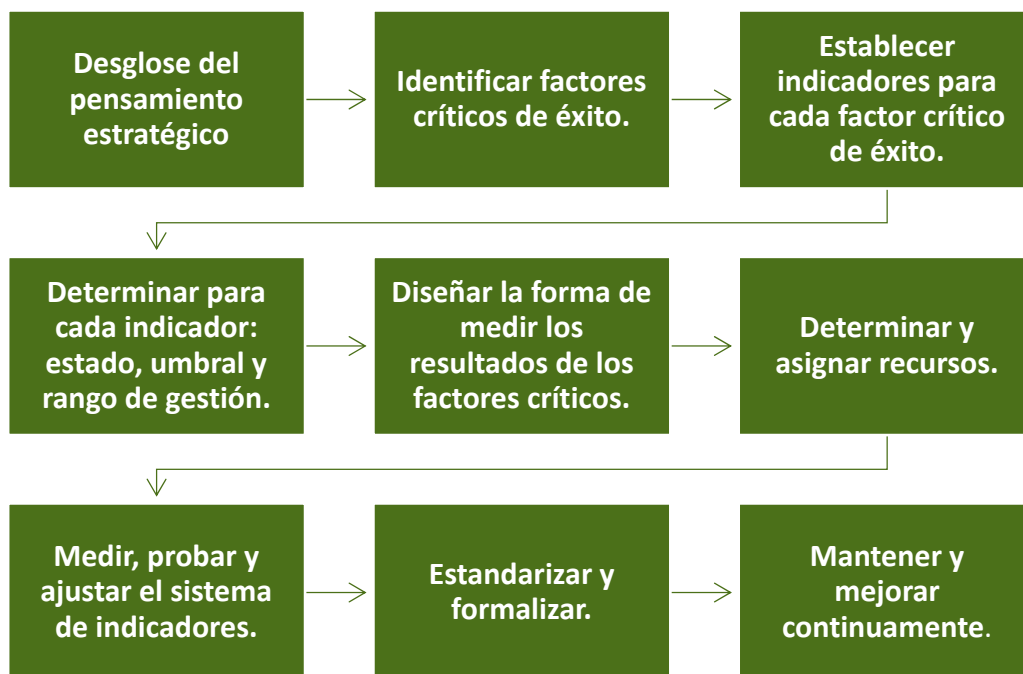 Desglose del
pensamiento
estratégico
Identificar factores
críticos de éxito.
Establecer
indicadores para
cada factor crítico
de éxito.
Determinar para
cada indicador:
estado, umbral y
rango de gestión.
Diseñar la forma de
medir los
resultados de los
factores críticos.
Determinar y
asignar recursos.
Medir, probar y
ajustar el sistema
de indicadores.
Estandarizar y
formalizar.
Mantener y
mejorar
continuamente.